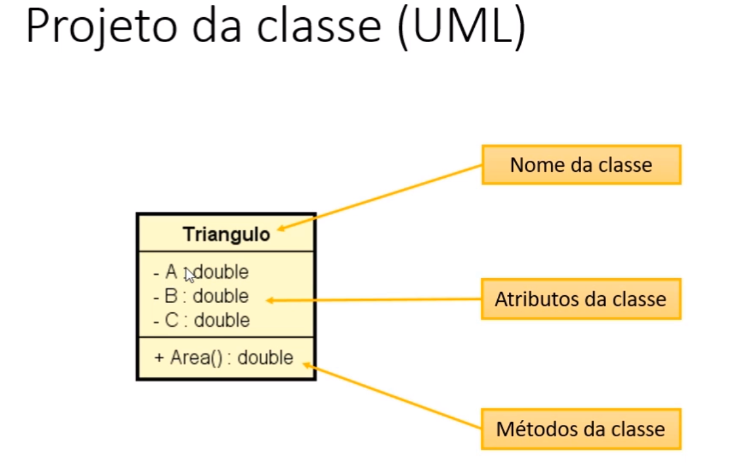 Projeto da classe (UML)
Nome da classe
Triangulo
- A : double
- B : double
- C : double
Atributos da classe
+ Area() : double
Métodos da classe